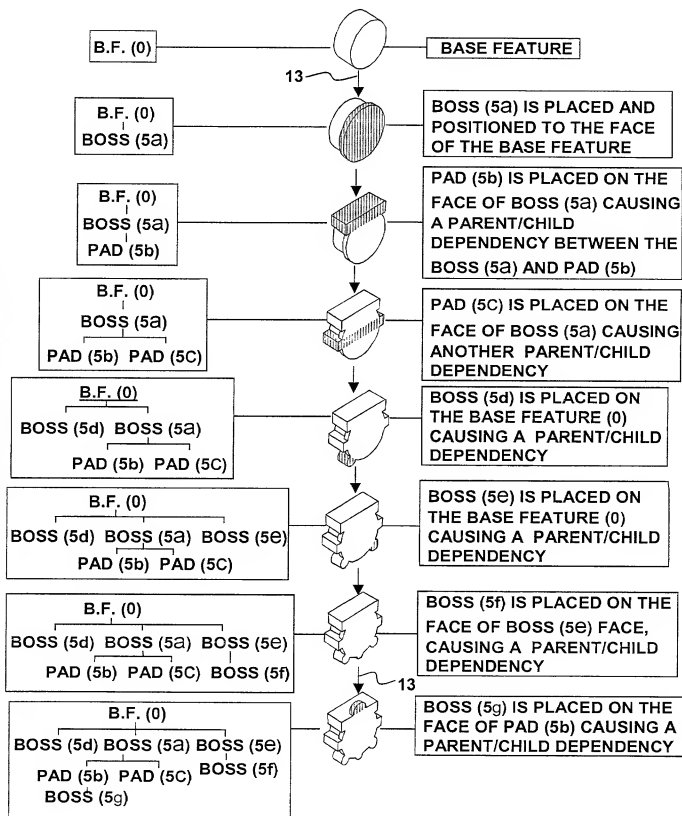 B.F. (0)
BASE FEATURE
13
B.F. (0)
BOSS (5a)
BOSS (5a) IS PLACED AND
POSITIONED TO THE FACE
OF THE BASE FEATURE
B.F. (0)
BOSS (5a)
PAD (5b)
PAD (5b) IS PLACED ON THE
FACE OF BOSS (5a) CAUSING
A PARENT/CHILD
DEPENDENCY BETWEEN THE
BOSS (5a) AND PAD (5b)
B.F. (0)
BOSS (5a)
PAD (5b) PAD (5C)
PAD (5C) IS PLACED ON THE
FACE OF BOSS (5a) CAUSING
ANOTHER PARENT/CHILD
DEPENDENCY
B.F. (0)
BOSS (5d) BOSS (5a)
PAD (5b) PAD (5C)
BOSS (5d) IS PLACED ON
THE BASE FEATURE (0)
CAUSING A PARENT/CHILD
DEPENDENCY
B.F. (0)
BOSS (5d) BOSS (5a) BOSS (5e)
PAD (5b) PAD (5C)
BOSS (5e) IS PLACED ON
THE BASE FEATURE (0)
CAUSING A PARENT/CHILD
DEPENDENCY
B.F. (0)
BOSS (5d) BOSS (5a) BOSS (5e)
PAD (5b) PAD (5C) BOSS (5f)
BOSS (5f) IS PLACED ON THE
FACE OF BOSS (5e) FACE,
CAUSING A PARENT/CHILD
DEPENDENCY
13
B.F. (0)
BOSS (5d) BOSS (5a) BOSS (5e)
PAD (5b) PAD (5C) BOSS (5f)
BOSS (5g)
BOSS (5g) IS PLACED ON THE
FACE OF PAD (5b) CAUSING A
PARENT/CHILD DEPENDENCY